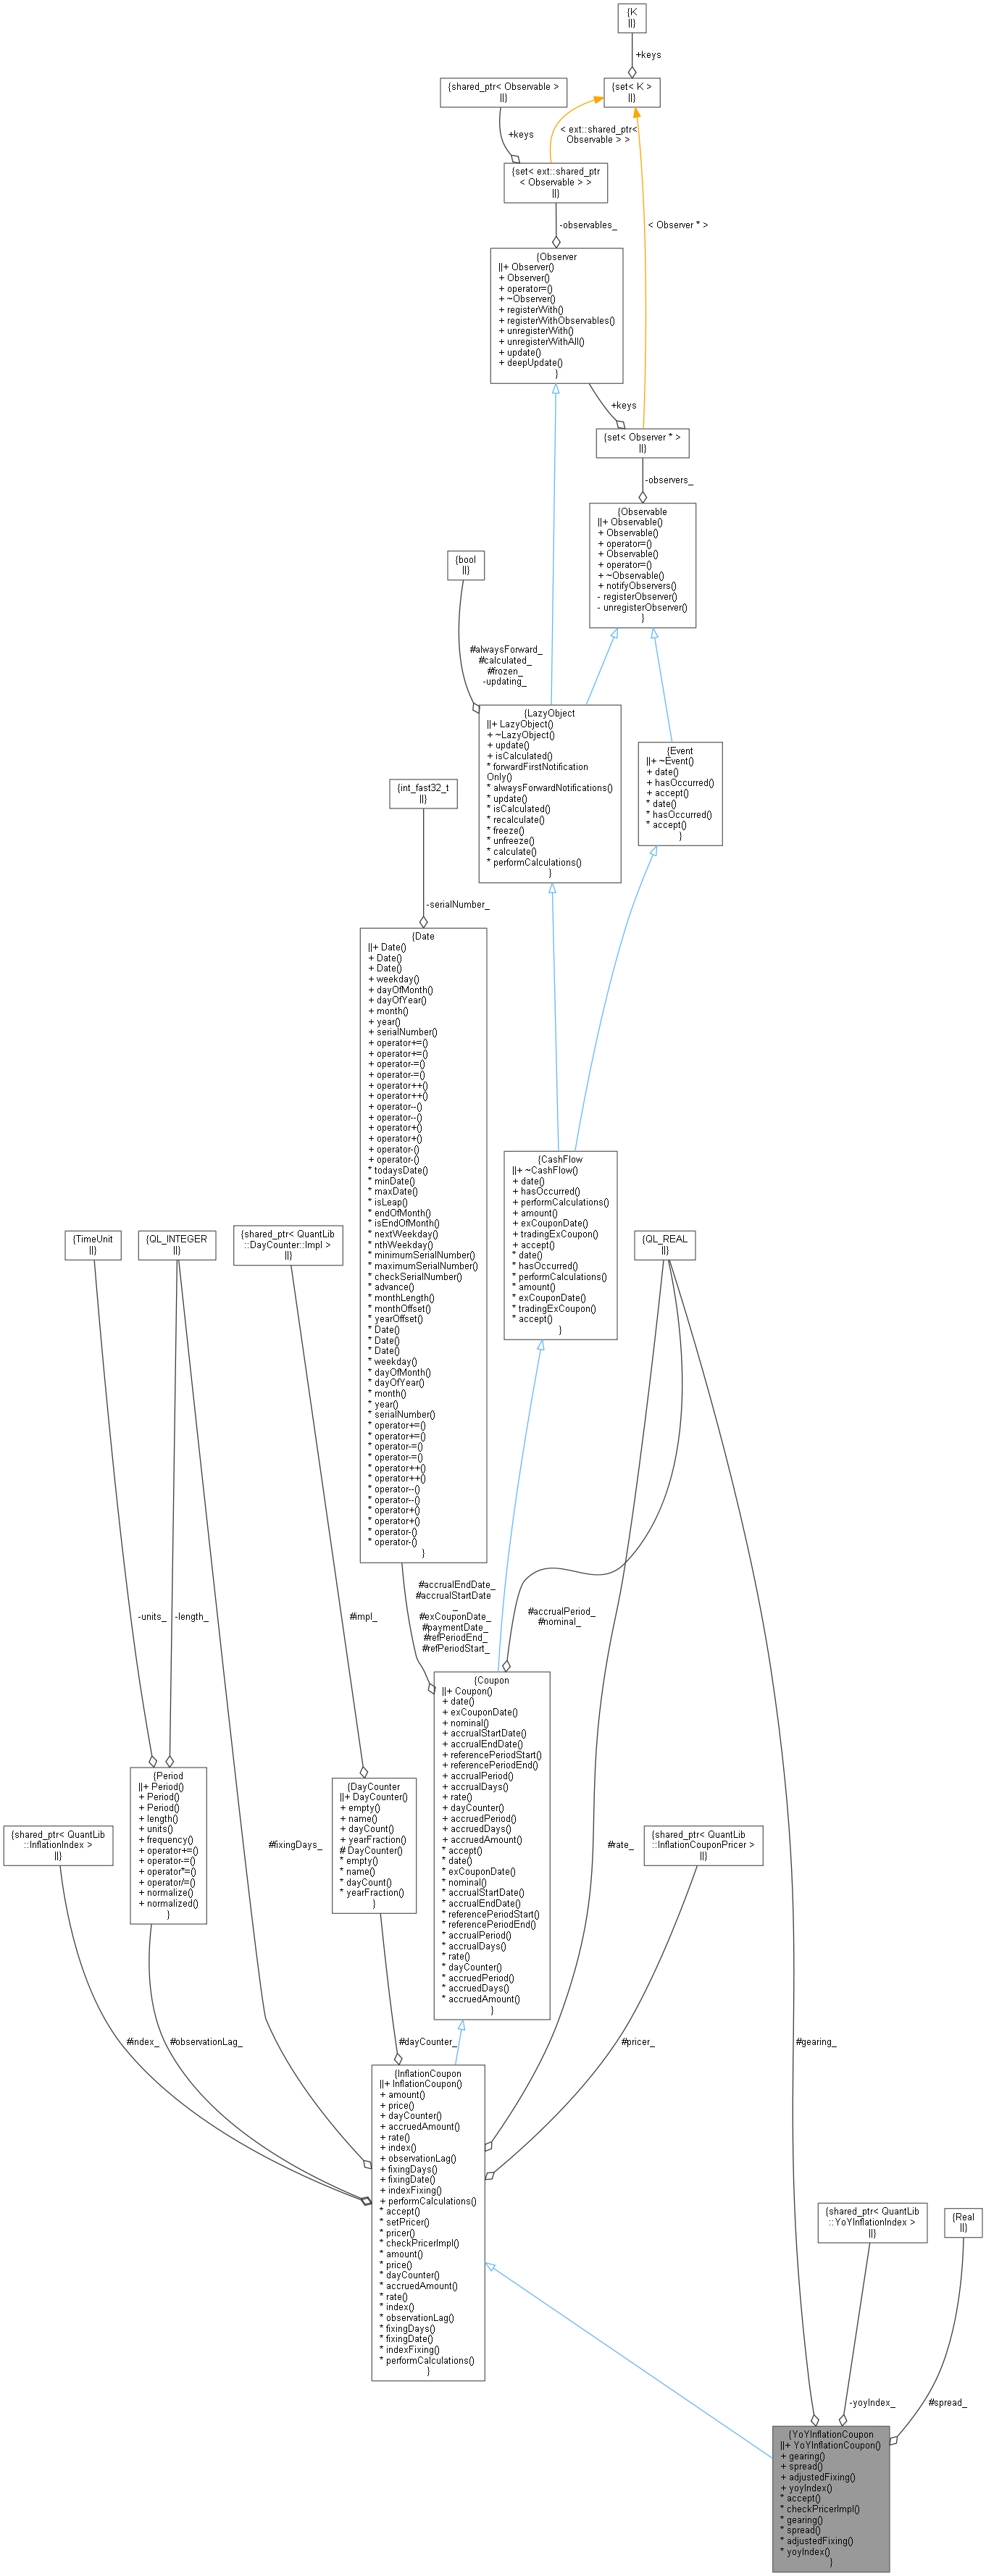 {K
||}
+keys
{shared_ptr< Observable >
||}
{set< K >
||}
+keys
< ext::shared_ptr<
Observable > >
{set< ext::shared_ptr
< Observable > >
||}
-observables_
< Observer * >
{Observer
||+ Observer()
+ Observer()
+ operator=()
+ ~Observer()
+ registerWith()
+ registerWithObservables()
+ unregisterWith()
+ unregisterWithAll()
+ update()
+ deepUpdate()
}
+keys
{set< Observer * >
||}
-observers_
{Observable
||+ Observable()
+ Observable()
+ operator=()
+ Observable()
+ operator=()
+ ~Observable()
+ notifyObservers()
- registerObserver()
- unregisterObserver()
}
{bool
||}
#alwaysForward_
#calculated_
#frozen_
-updating_
{LazyObject
||+ LazyObject()
+ ~LazyObject()
+ update()
+ isCalculated()
* forwardFirstNotification
Only()
* alwaysForwardNotifications()
* update()
* isCalculated()
* recalculate()
* freeze()
* unfreeze()
* calculate()
* performCalculations()
}
{Event
||+ ~Event()
+ date()
+ hasOccurred()
+ accept()
* date()
* hasOccurred()
* accept()
}
{int_fast32_t
||}
-serialNumber_
{Date
||+ Date()
+ Date()
+ Date()
+ weekday()
+ dayOfMonth()
+ dayOfYear()
+ month()
+ year()
+ serialNumber()
+ operator+=()
+ operator+=()
+ operator-=()
+ operator-=()
+ operator++()
+ operator++()
+ operator--()
+ operator--()
+ operator+()
+ operator+()
+ operator-()
+ operator-()
* todaysDate()
* minDate()
* maxDate()
* isLeap()
* endOfMonth()
* isEndOfMonth()
* nextWeekday()
* nthWeekday()
* minimumSerialNumber()
* maximumSerialNumber()
* checkSerialNumber()
* advance()
* monthLength()
* monthOffset()
* yearOffset()
* Date()
* Date()
* Date()
* weekday()
* dayOfMonth()
* dayOfYear()
* month()
* year()
* serialNumber()
* operator+=()
* operator+=()
* operator-=()
* operator-=()
* operator++()
* operator++()
* operator--()
* operator--()
* operator+()
* operator+()
* operator-()
* operator-()
}
{CashFlow
||+ ~CashFlow()
+ date()
+ hasOccurred()
+ performCalculations()
+ amount()
+ exCouponDate()
+ tradingExCoupon()
+ accept()
* date()
* hasOccurred()
* performCalculations()
* amount()
* exCouponDate()
* tradingExCoupon()
* accept()
}
{TimeUnit
||}
{QL_INTEGER
||}
{shared_ptr< QuantLib
::DayCounter::Impl >
||}
{QL_REAL
||}
-units_
-length_
#impl_
#accrualEndDate_
#accrualStartDate
_
#exCouponDate_
#paymentDate_
#refPeriodEnd_
#refPeriodStart_
#accrualPeriod_
#nominal_
{Coupon
||+ Coupon()
+ date()
+ exCouponDate()
+ nominal()
+ accrualStartDate()
+ accrualEndDate()
+ referencePeriodStart()
+ referencePeriodEnd()
+ accrualPeriod()
+ accrualDays()
+ rate()
+ dayCounter()
+ accruedPeriod()
+ accruedDays()
+ accruedAmount()
* accept()
* date()
* exCouponDate()
* nominal()
* accrualStartDate()
* accrualEndDate()
* referencePeriodStart()
* referencePeriodEnd()
* accrualPeriod()
* accrualDays()
* rate()
* dayCounter()
* accruedPeriod()
* accruedDays()
* accruedAmount()
}
{Period
||+ Period()
+ Period()
+ Period()
+ length()
+ units()
+ frequency()
+ operator+=()
+ operator-=()
+ operator*=()
+ operator/=()
+ normalize()
+ normalized()
}
{DayCounter
||+ DayCounter()
+ empty()
+ name()
+ dayCount()
+ yearFraction()
# DayCounter()
* empty()
* name()
* dayCount()
* yearFraction()
}
{shared_ptr< QuantLib
::InflationIndex >
||}
#fixingDays_
#rate_
{shared_ptr< QuantLib
::InflationCouponPricer >
||}
#index_
#observationLag_
#dayCounter_
#pricer_
#gearing_
{InflationCoupon
||+ InflationCoupon()
+ amount()
+ price()
+ dayCounter()
+ accruedAmount()
+ rate()
+ index()
+ observationLag()
+ fixingDays()
+ fixingDate()
+ indexFixing()
+ performCalculations()
* accept()
* setPricer()
* pricer()
* checkPricerImpl()
* amount()
* price()
* dayCounter()
* accruedAmount()
* rate()
* index()
* observationLag()
* fixingDays()
* fixingDate()
* indexFixing()
* performCalculations()
}
{shared_ptr< QuantLib
::YoYInflationIndex >
||}
{Real
||}
-yoyIndex_
#spread_
{YoYInflationCoupon
||+ YoYInflationCoupon()
+ gearing()
+ spread()
+ adjustedFixing()
+ yoyIndex()
* accept()
* checkPricerImpl()
* gearing()
* spread()
* adjustedFixing()
* yoyIndex()
}